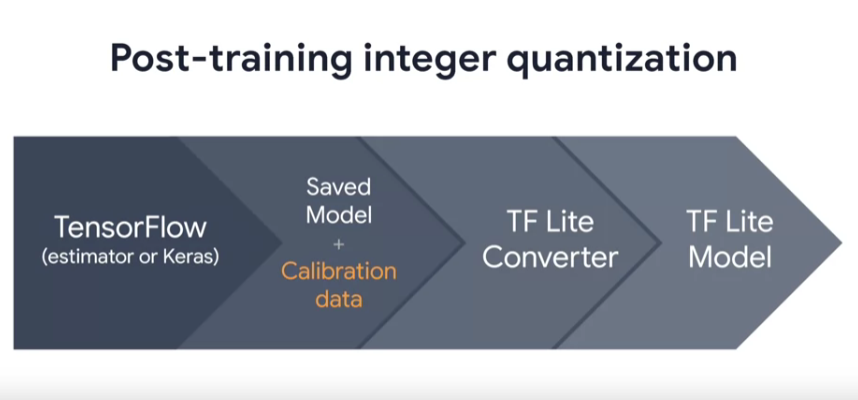 Post-training integer quantization
TensorFlow
(estimator or Keras)
Saved
Model
+
Calibration
data
TF Lite
Converter
TF Lite
Model